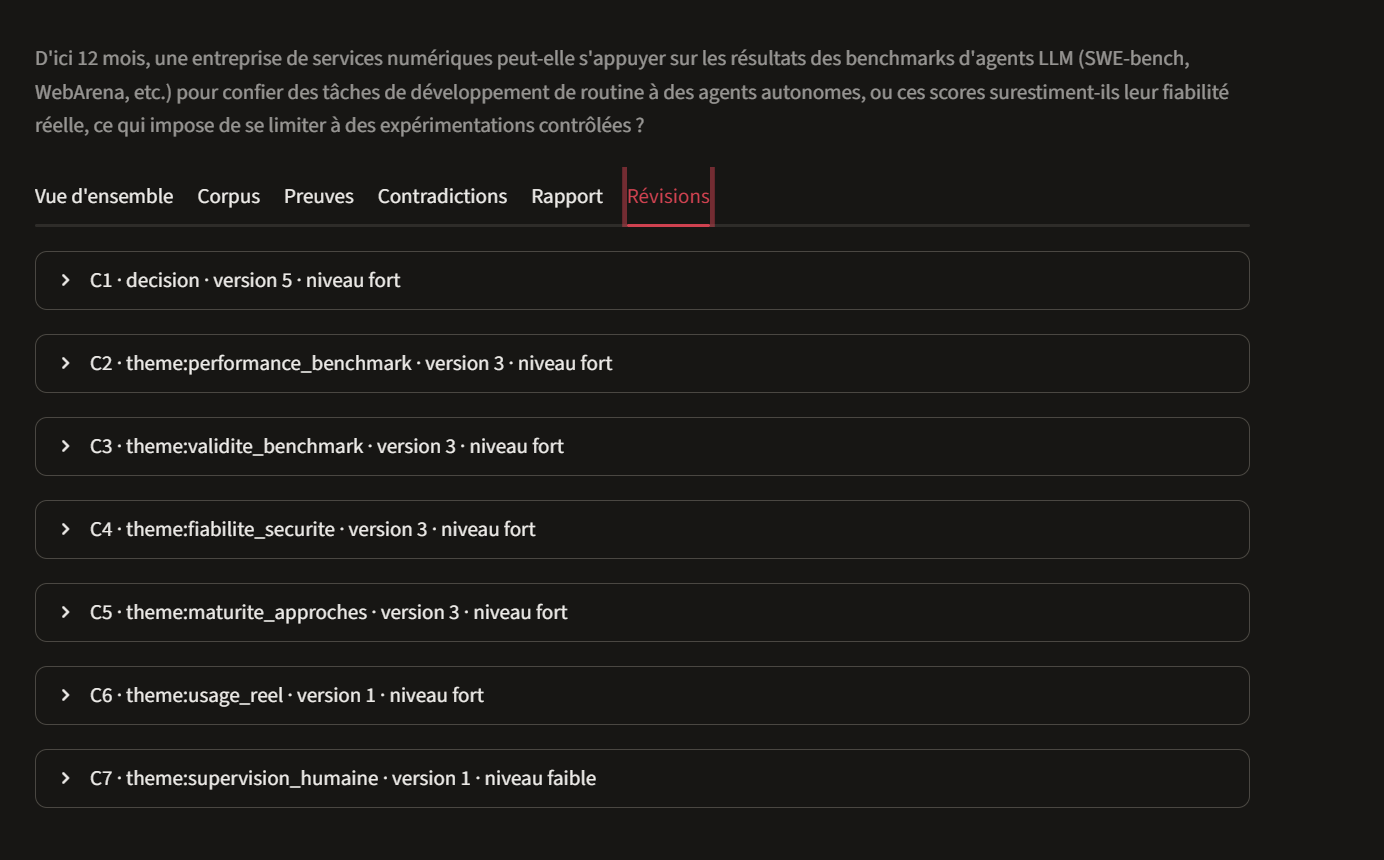 D'ici 12 mois, une entreprise de services numériques peut-elle s'appuyer sur les résultats des benchmarks d'agents LLM (SWE-bench,
WebArena, etc.) pour confier des tâches de développement de routine à des agents autonomes, ou ces scores surestiment-ils leur fiabilité
réelle, ce qui impose de se limiter à des expérimentations contrôlées ?
Vue d'ensemble Corpus Preuves Contradictions Rapport Révisions
C1 · decision · version 5 · niveau fort
C2 · theme:performance_benchmark · version 3 · niveau fort
C3 · theme:validite_benchmark · version 3 · niveau fort
C4 · theme:fiabilite_securite · version 3 · niveau fort
C5 · theme:maturite_approches · version 3 · niveau fort
C6 · theme:usage_reel · version 1 · niveau fort
C7 · theme:supervision_humaine · version 1 · niveau faible